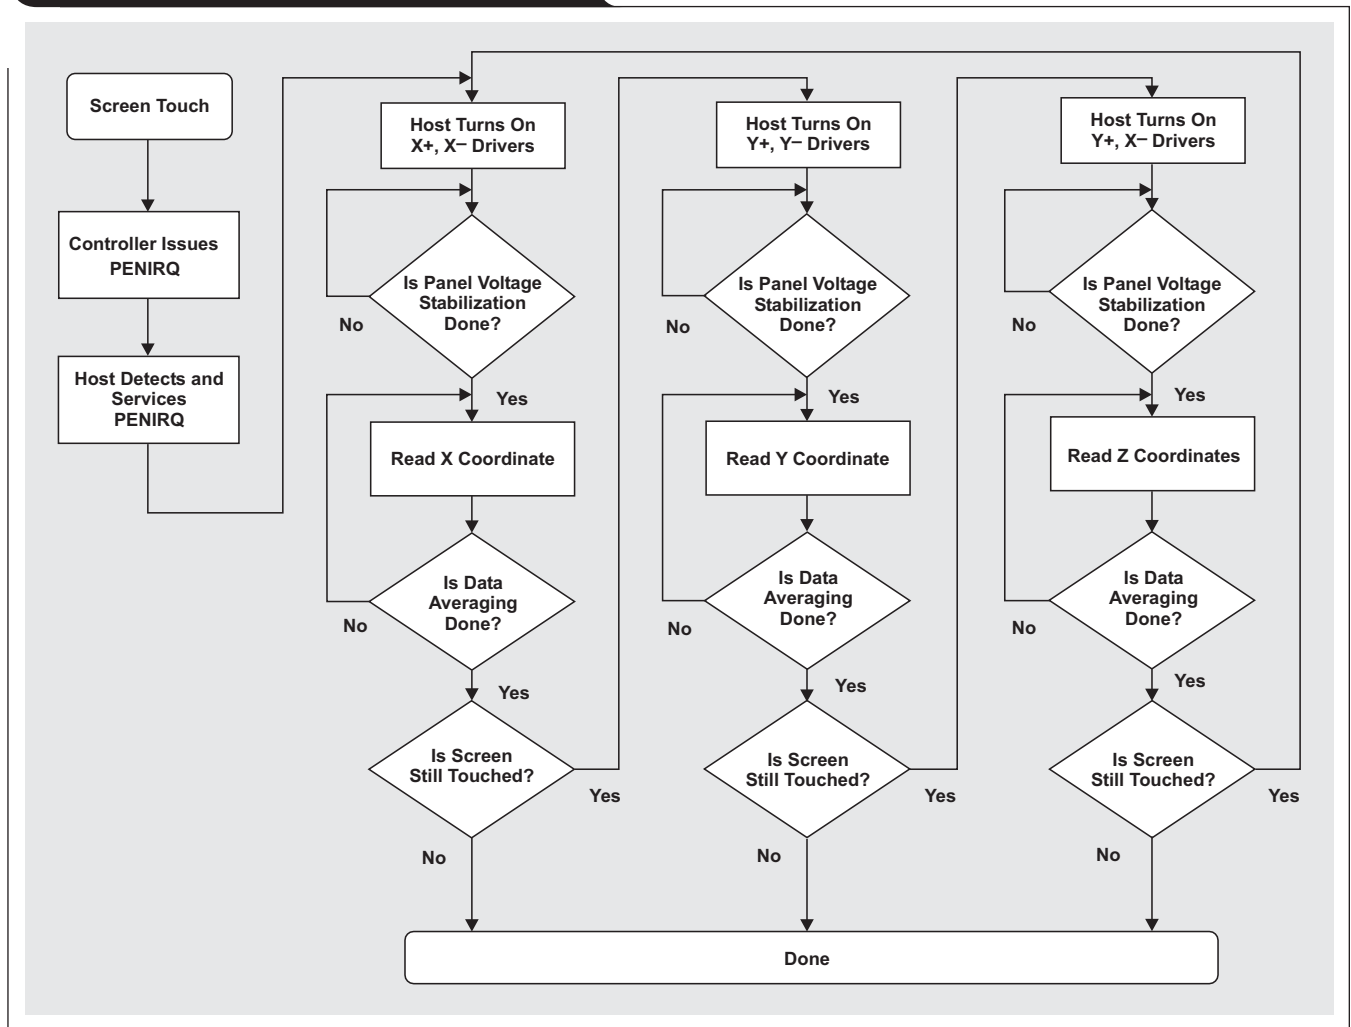 Screen Touch
Controller Issues
PENIRQ
Host Detects and
Services
PENIRQ
Host Turns On
X+, X– Drivers
Is Panel Voltage
Stabilization
Done?
No
Yes
Read X Coordinate
Is Data
Averaging
Done?
No
Yes
Is Screen
Still Touched?
Yes
No
Host Turns On
Y+, Y– Drivers
Is Panel Voltage
Stabilization
Done?
No
Yes
Read Y Coordinate
Is Data
Averaging
Done?
No
Yes
Is Screen
Still Touched?
Yes
No
Host Turns On
Y+, X– Drivers
Is Panel Voltage
Stabilization
Done?
No
Yes
Read Z Coordinates
Is Data
Averaging
Done?
No
Yes
Is Screen
Still Touched?
Yes
No
Done